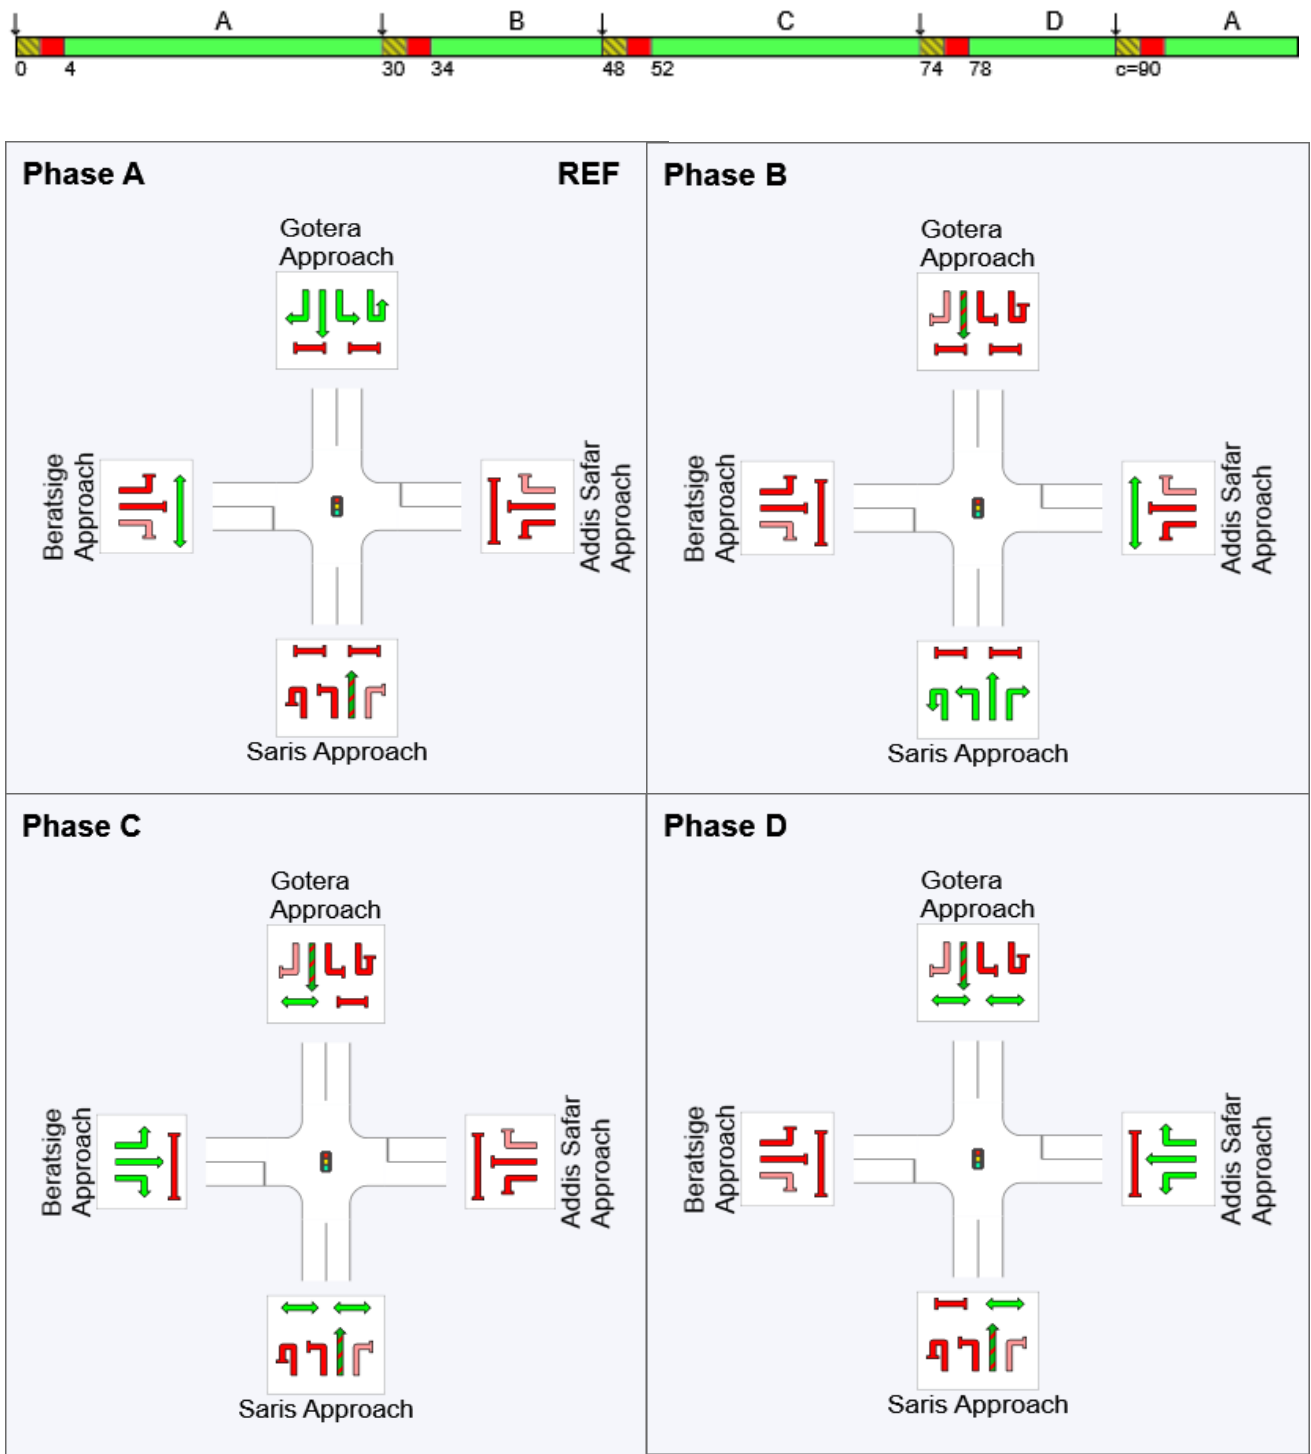 A B C D A
0 4 30 34 48 52 74 78 c=90
Phase A REF
Gotera
Approach
Beratsige
Approach
Addis Safar
Approach
Saris Approach
Phase B
Gotera
Approach
Beratsige
Approach
Addis Safar
Approach
Saris Approach
Phase C
Gotera
Approach
Beratsige
Approach
Addis Safar
Approach
Saris Approach
Phase D
Gotera
Approach
Beratsige
Approach
Addis Safar
Approach
Saris Approach